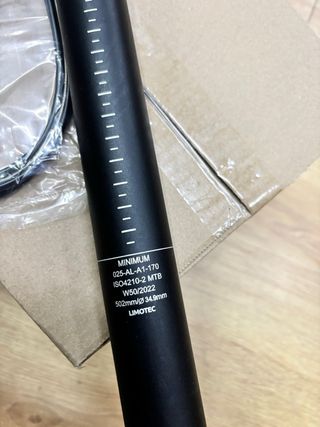 MINIMUM
025-AL-A1-170
ISO4210-2 MTB
W50/2022
502mm/Ø 34.9mm
LIMOTEC